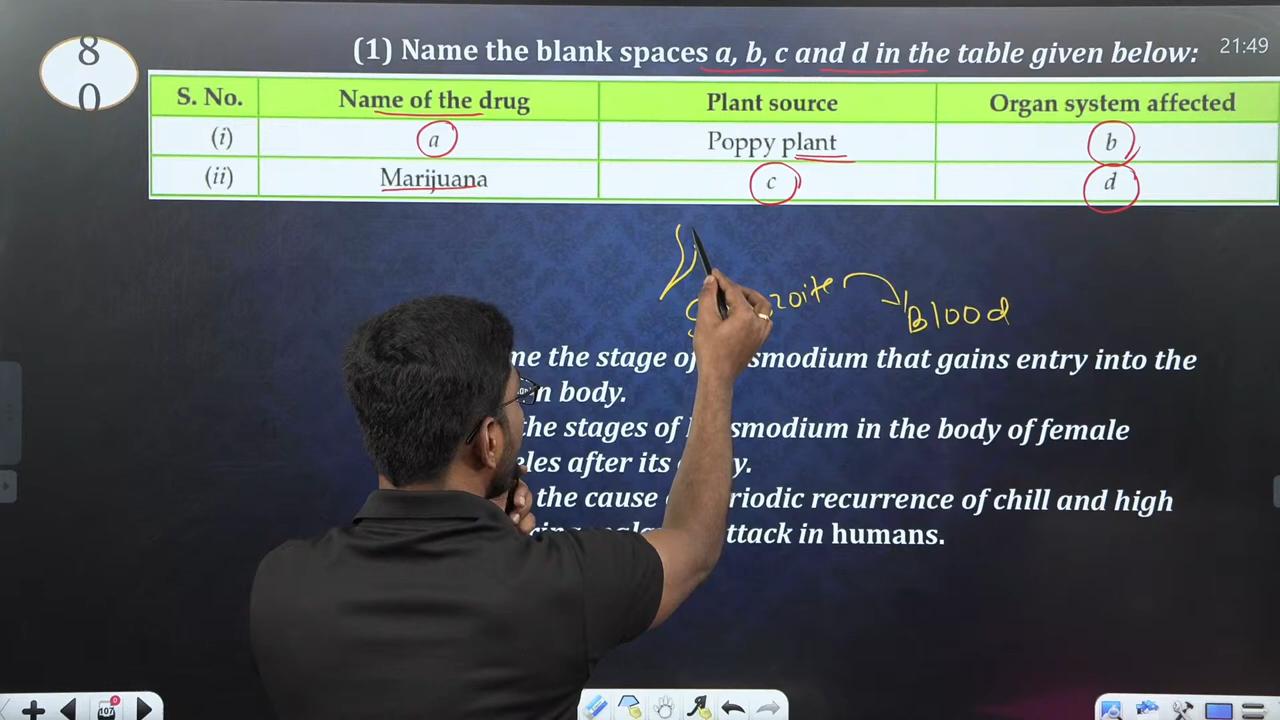 (1) Name the blank spaces a, b, c and d in the table given below:
21:49
8
0
S. No.
Name of the drug
Plant source
Organ system affected
(i)
a
Poppy plant
b
(ii)
Marijuana
c
d
Blood
me the stage of smodium that gains entry into the
n body.
the stages of smodium in the body of female
eles after its y.
the cause riodic recurrence of chill and high
ttack in humans.
107
0